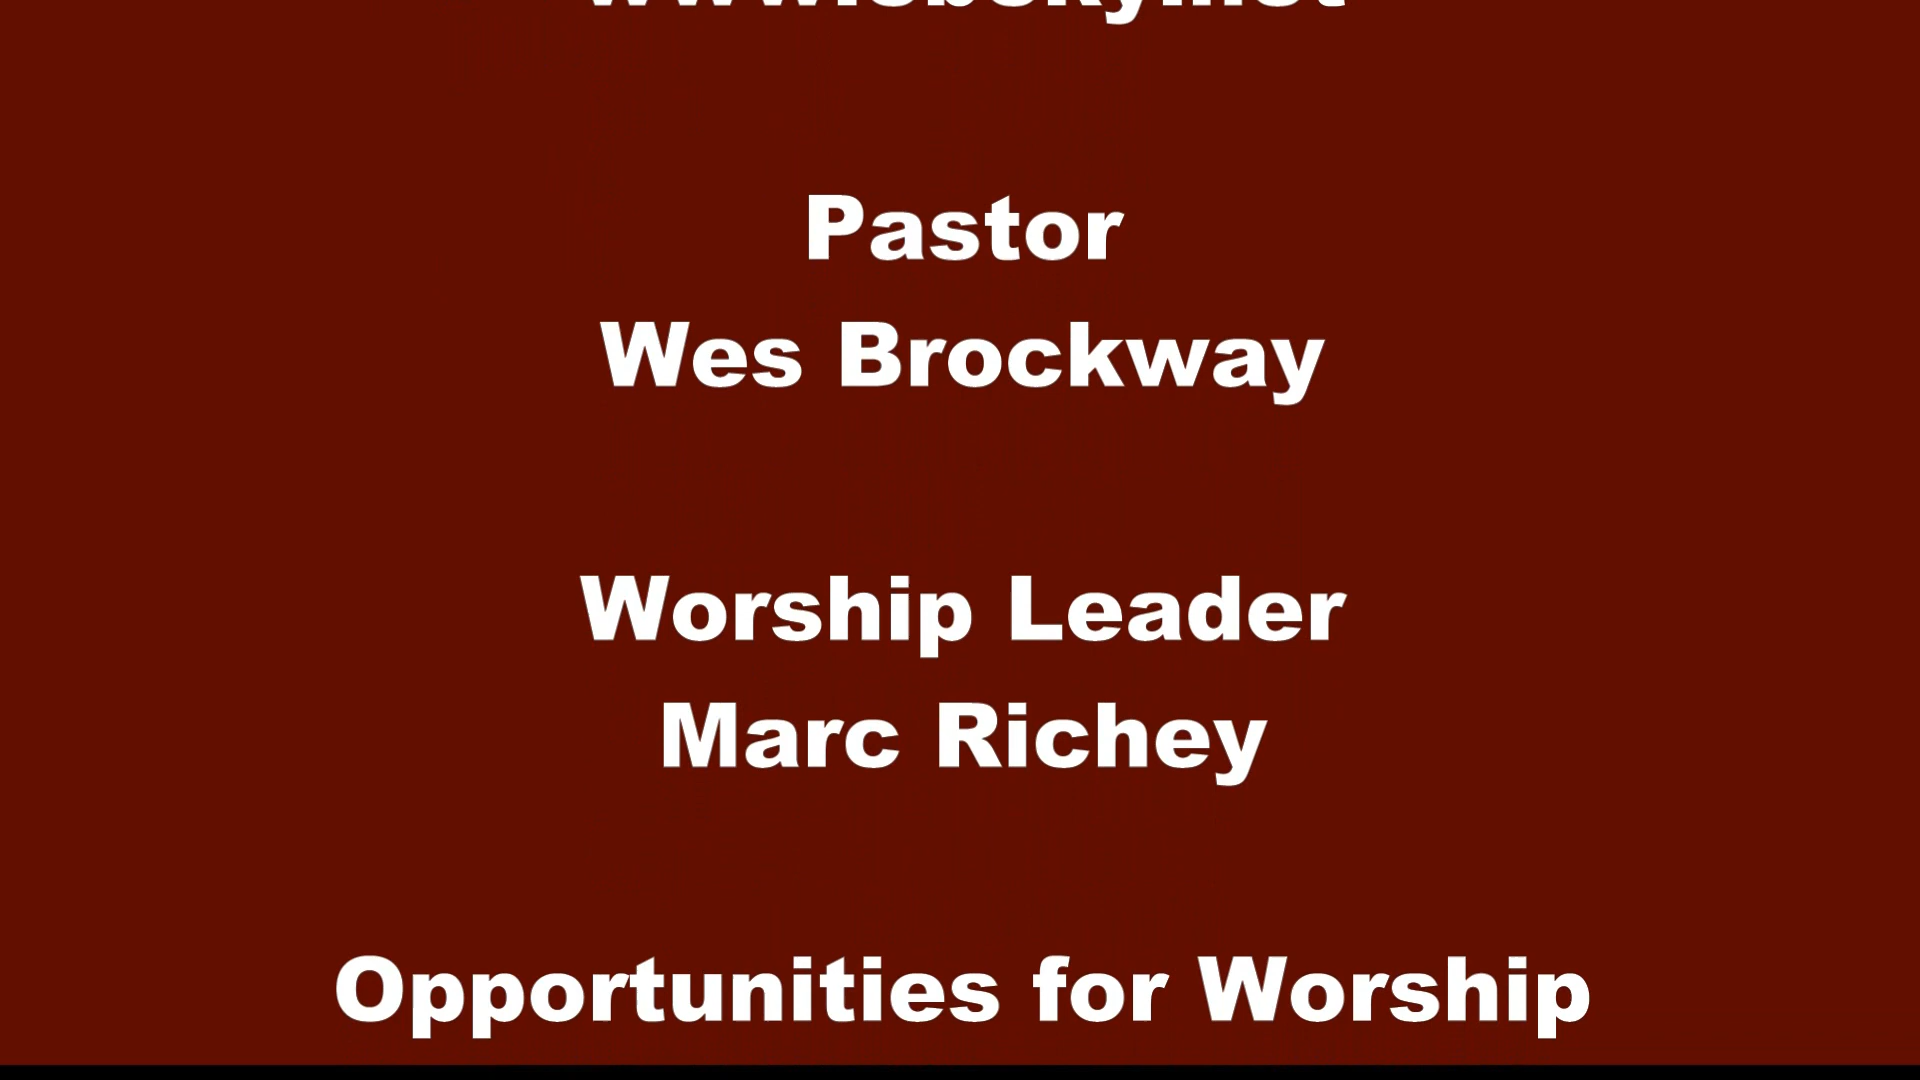 Pastor
Wes Brockway
Worship Leader
Marc Richey
Opportunities for Worship